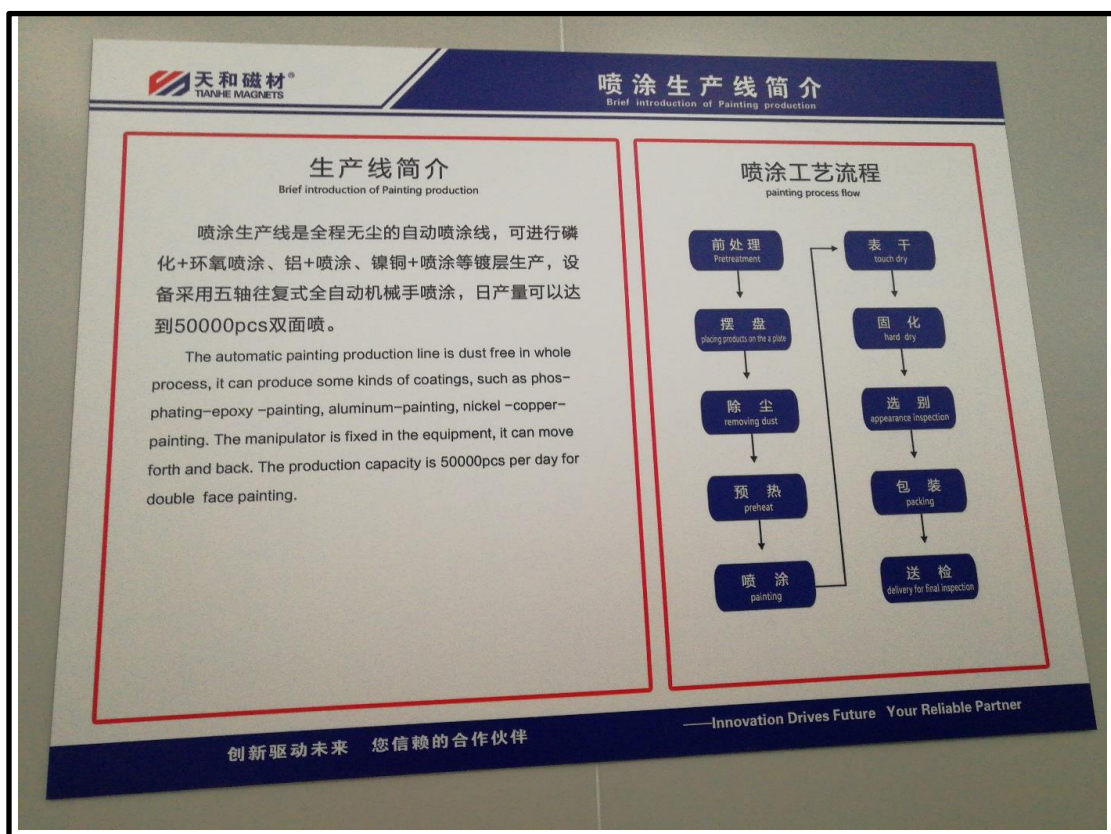 天和磁材®
TIANHE MAGNETS
喷涂生产线简介
Brief introduction of Painting production
生产线简介
Brief introduction of Painting production
喷涂生产线是全程无尘的自动喷涂线，可进行磷
化+环氧喷涂、铝+喷涂、镍铜+喷涂等镀层生产，设
备采用五轴往复式全自动机械手喷涂，日产量可以达
到50000pcs双面喷。
The automatic painting production line is dust free in whole
process, it can produce some kinds of coatings, such as phos-
phating-epoxy -painting, aluminum-painting, nickel -copper-
painting. The manipulator is fixed in the equipment, it can move
forth and back. The production capacity is 50000pcs per day for
double face painting.
喷涂工艺流程
painting process flow
前处理
Pretreatment
摆盘
placing products on the a plate
除尘
removing dust
预热
preheat
喷涂
painting
表干
touch dry
固化
hard dry
选别
appearance inspection
包装
packing
送检
delivery for final inspection
创新驱动未来 您信赖的合作伙伴
——Innovation Drives Future Your Reliable Partner